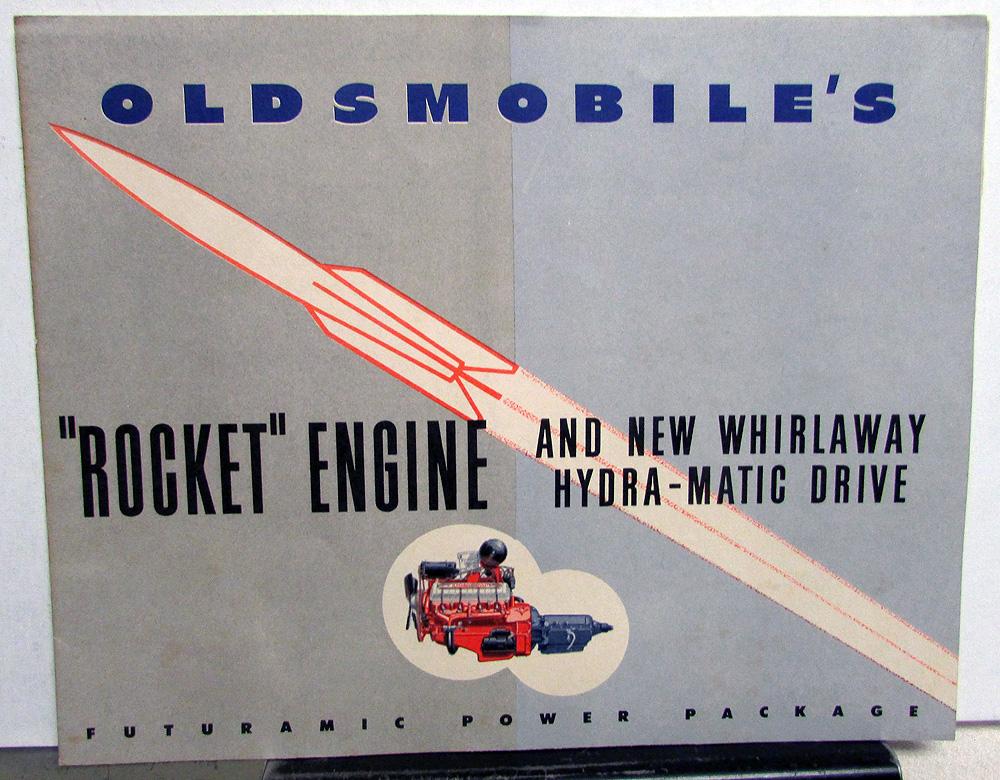 OLDSMOBILE'S
"ROCKET" ENGINE
AND NEW WHIRLAWAY
HYDRA-MATIC DRIVE
FUTURAMIC POWER PACKAGE